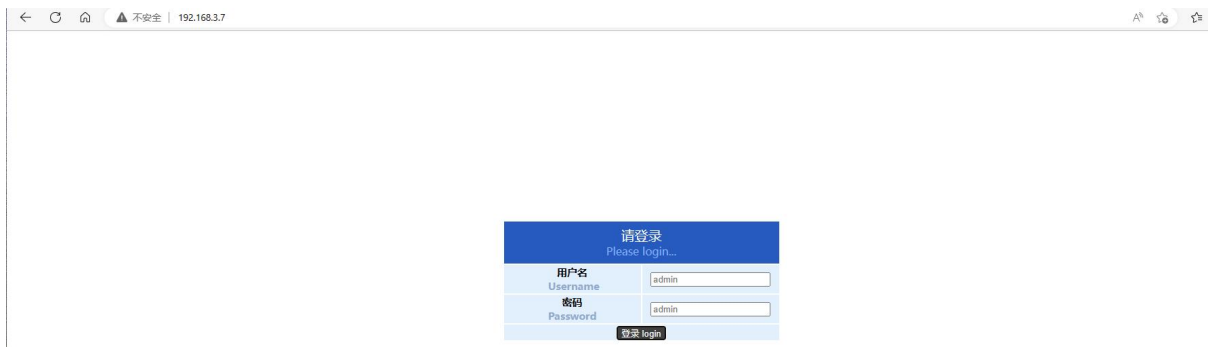 不安全 | 192.168.3.7
请登录
Please login...
用户名
Username
admin
密码
Password
admin
登录 login